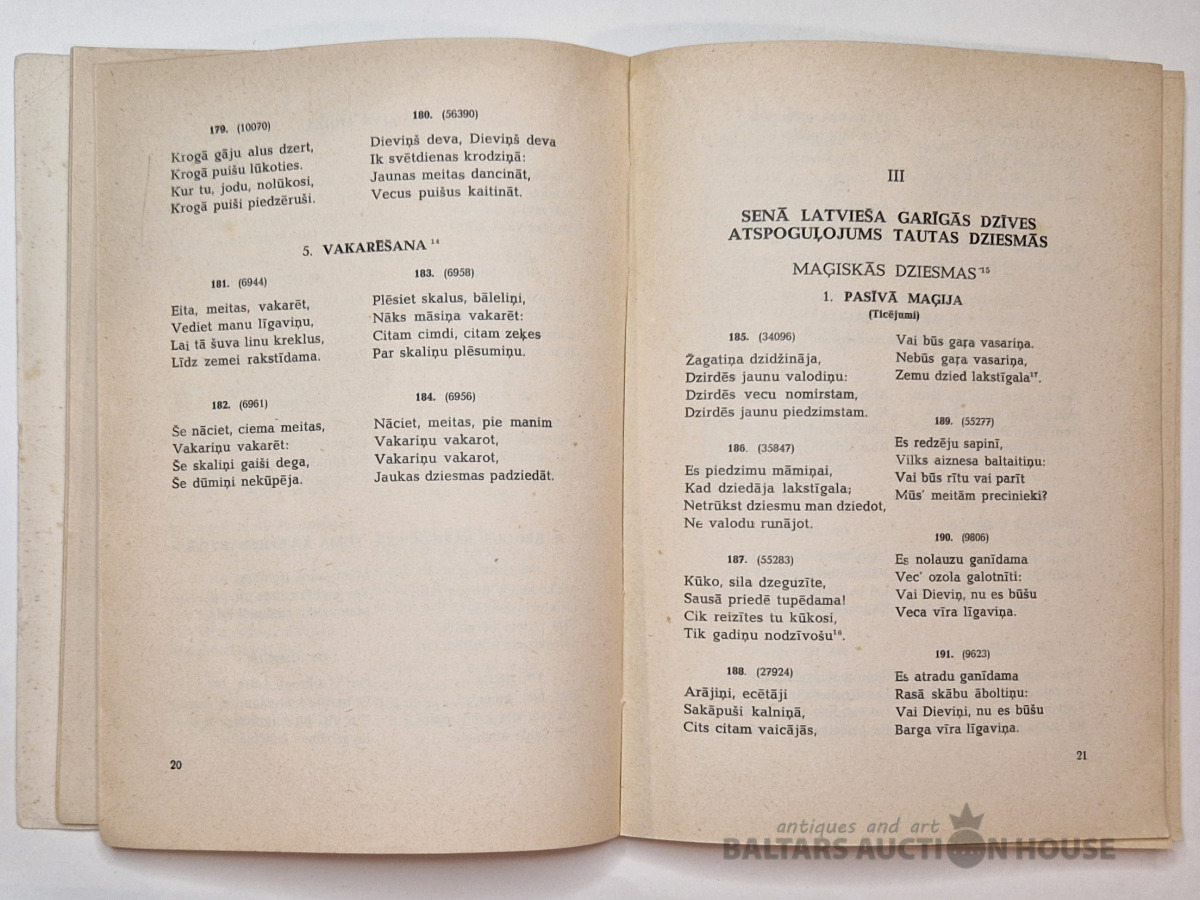 179. (10070)
Krogā gāju alus dzert,
Krogā puišu lūkoties.
Kur tu, jodu, nolūkosi,
Krogā puiši piedzēruši.
180. (56390)
Dieviņš deva, Dieviņš deva
Ik svētdienas krodziņā:
Jaunas meitas dancināt,
Vecus puišus kaitināt.
5. VAKARĒŠANA 14
181. (6944)
Eita, meitas, vakarēt,
Vediet manu līgaviņu,
Lai tā šuva linu kreklus,
Līdz zemei rakstīdama.
182. (6961)
Še nāciet, ciema meitas,
Vakariņu vakarēt:
Še skaliņi gaiši dega,
Še dūmiņi nekūpēja.
183. (6958)
Plēsiet skalus, bāleliņi,
Nāks māsiņa vakarēt:
Citam cimdi, citam zeķes
Par skaliņu plēsumiņu.
184. (6956)
Nāciet, meitas, pie manim
Vakariņu vakarot,
Vakariņu vakarot,
Jaukas dziesmas padziedāt.
20
III
SENĀ LATVIEŠA GARĪGĀS DZĪVES
ATSPOGUĻOJUMS TAUTAS DZIESMĀS
MAĢISKĀS DZIESMAS 15
1. PASĪVĀ MAĢIJA
(Ticējumi)
185. (34096)
Žagatiņa dzidžināja,
Dzirdēs jaunu valodiņu:
Dzirdēs vecu nomirstam,
Dzirdēs jaunu piedzimstam.
186. (35847)
Es piedzimu māmiņai,
Kad dziedāja lakstīgala;
Netrūkst dziesmu man dziedot,
Ne valodu runājot.
187. (55283)
Kūko, sila dzeguzīte,
Sausā priedē tupēdama!
Cik reizītes tu kūkosi,
Tik gadiņu nodzīvošu16.
188. (27924)
Arājiņi, ecētāji
Sakāpuši kalniņā,
Cits citam vaicājās,
Vai būs gaŗa vasariņa.
Nebūs gaŗa vasariņa,
Zemu dzied lakstīgala17.
189. (55277)
Es redzēju sapinī,
Vilks aiznesa baltaitiņu:
Vai būs rītu vai parīt
Mūs' meitām precinieki?
190. (9806)
Es nolauzu ganīdama
Vec' ozola galotnīti:
Vai Dieviņ, nu es būšu
Veca vīra līgaviņa.
191. (9623)
Es atradu ganīdama
Rasā skābu āboltiņu:
Vai Dieviņi, nu es būšu
Barga vīra līgaviņa.
21
antiques and art
BALTARS AUCTION HOUSE